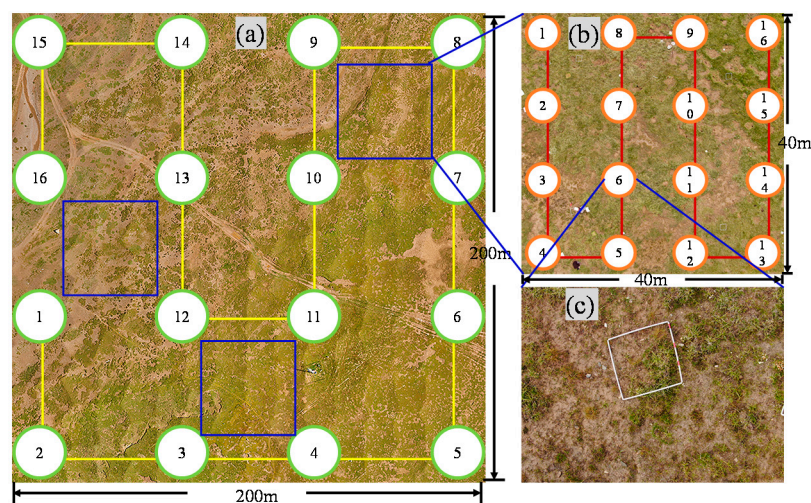 (a)
15 14 9 8
16 13 10 7
1 12 11 6
2 3 4 5
200m
200m
(b)
1 8 9 16
2 7 10 15
3 6 11 14
4 5 12 13
40m
40m
(c)